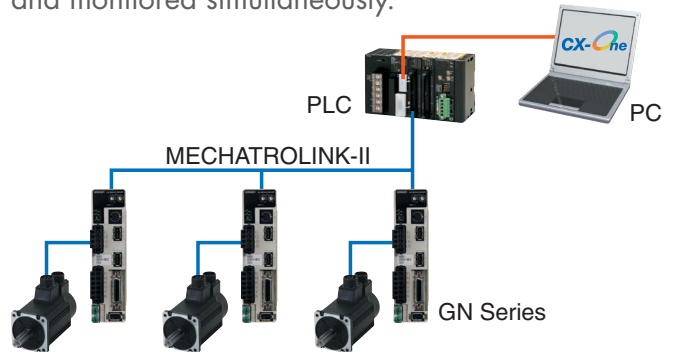 and monitored simultaneously.
CX-One
PLC
PC
MECHATROLINK-II
GN Series